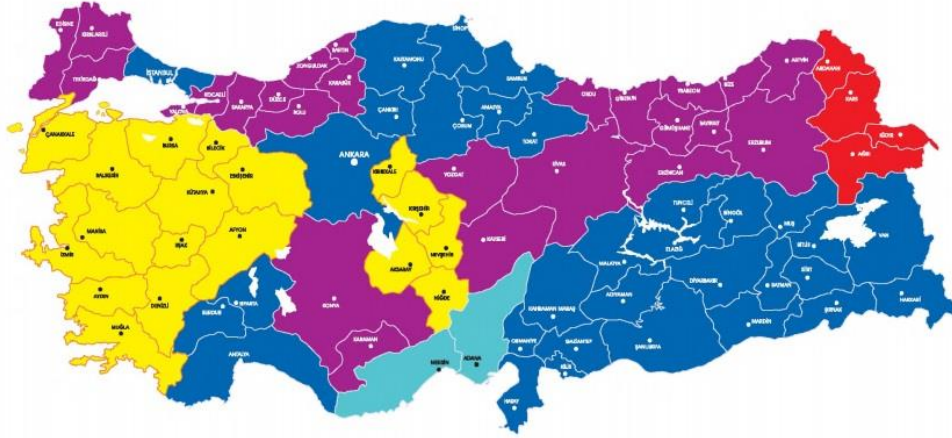 EDİRNE
KIRKLARELİ
TEKİRDAĞ
İSTANBUL
KOCAELİ
YALOVA
SAKARYA
DÜZCE
BOLU
ZONGULDAK
BARTIN
KARABÜK
KASTAMONU
SİNOP
SAMSUN
ÇANKIRI
ÇORUM
AMASYA
TOKAT
ORDU
GİRESUN
TRABZON
RİZE
ARTVİN
ARDAHAN
KARS
IĞDIR
AĞRI
GÜMÜŞHANE
BAYBURT
ERZURUM
ERZİNCAN
SİVAS
YOZGAT
KAYSERİ
ANKARA
KIRIKKALE
KIRŞEHİR
NEVŞEHİR
AKSARAY
NİĞDE
KONYA
KARAMAN
MERSİN
ADANA
ÇANAKKALE
BALIKESİR
BURSA
BİLECİK
ESKİŞEHİR
KÜTAHYA
MANİSA
İZMİR
UŞAK
AFYON
AYDIN
DENİZLİ
MUĞLA
BURDUR
ISPARTA
ANTALYA
TUNCELİ
BİNGÖL
MUŞ
ELAZIĞ
BİTLİS
VAN
MALATYA
DİYARBAKIR
BATMAN
SİİRT
ADIYAMAN
KAHRAMAN MARAŞ
MARDİN
ŞIRNAK
HAKKARİ
OSMANİYE
GAZİANTEP
ŞANLIURFA
KİLİS
HATAY